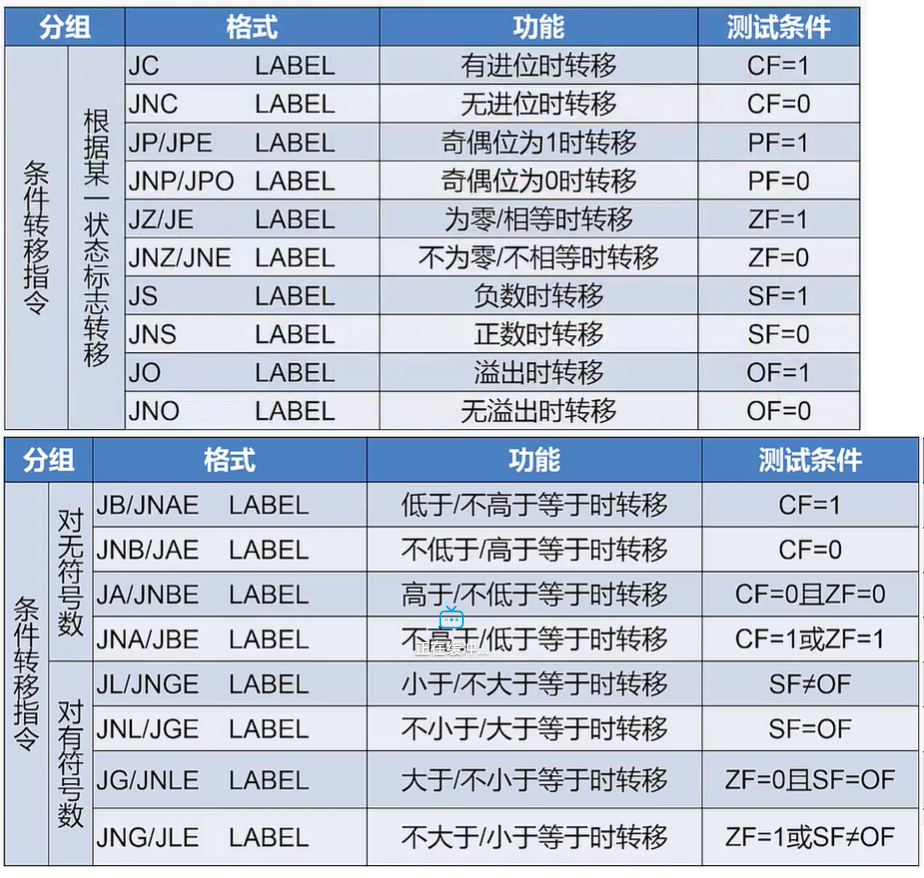 分组 格式 功能 测试条件
条件转移指令
根据某一状态标志转移
JC LABEL 有进位时转移 CF=1
JNC LABEL 无进位时转移 CF=0
JP/JPE LABEL 奇偶位为1时转移 PF=1
JNP/JPO LABEL 奇偶位为0时转移 PF=0
JZ/JE LABEL 为零/相等时转移 ZF=1
JNZ/JNE LABEL 不为零/不相等时转移 ZF=0
JS LABEL 负数时转移 SF=1
JNS LABEL 正数时转移 SF=0
JO LABEL 溢出时转移 OF=1
JNO LABEL 无溢出时转移 OF=0
分组 格式 功能 测试条件
条件转移指令
对无符号数
JB/JNAE LABEL 低于/不高于等于时转移 CF=1
JNB/JAE LABEL 不低于/高于等于时转移 CF=0
JA/JNBE LABEL 高于/不低于等于时转移 CF=0且ZF=0
JNA/JBE LABEL 不高于/低于等于时转移 CF=1或ZF=1
正在缓冲...
对有符号数
JL/JNGE LABEL 小于/不大于等于时转移 SF≠OF
JNL/JGE LABEL 不小于/大于等于时转移 SF=OF
JG/JNLE LABEL 大于/不小于等于时转移 ZF=0且SF=OF
JNG/JLE LABEL 不大于/小于等于时转移 ZF=1或SF≠OF